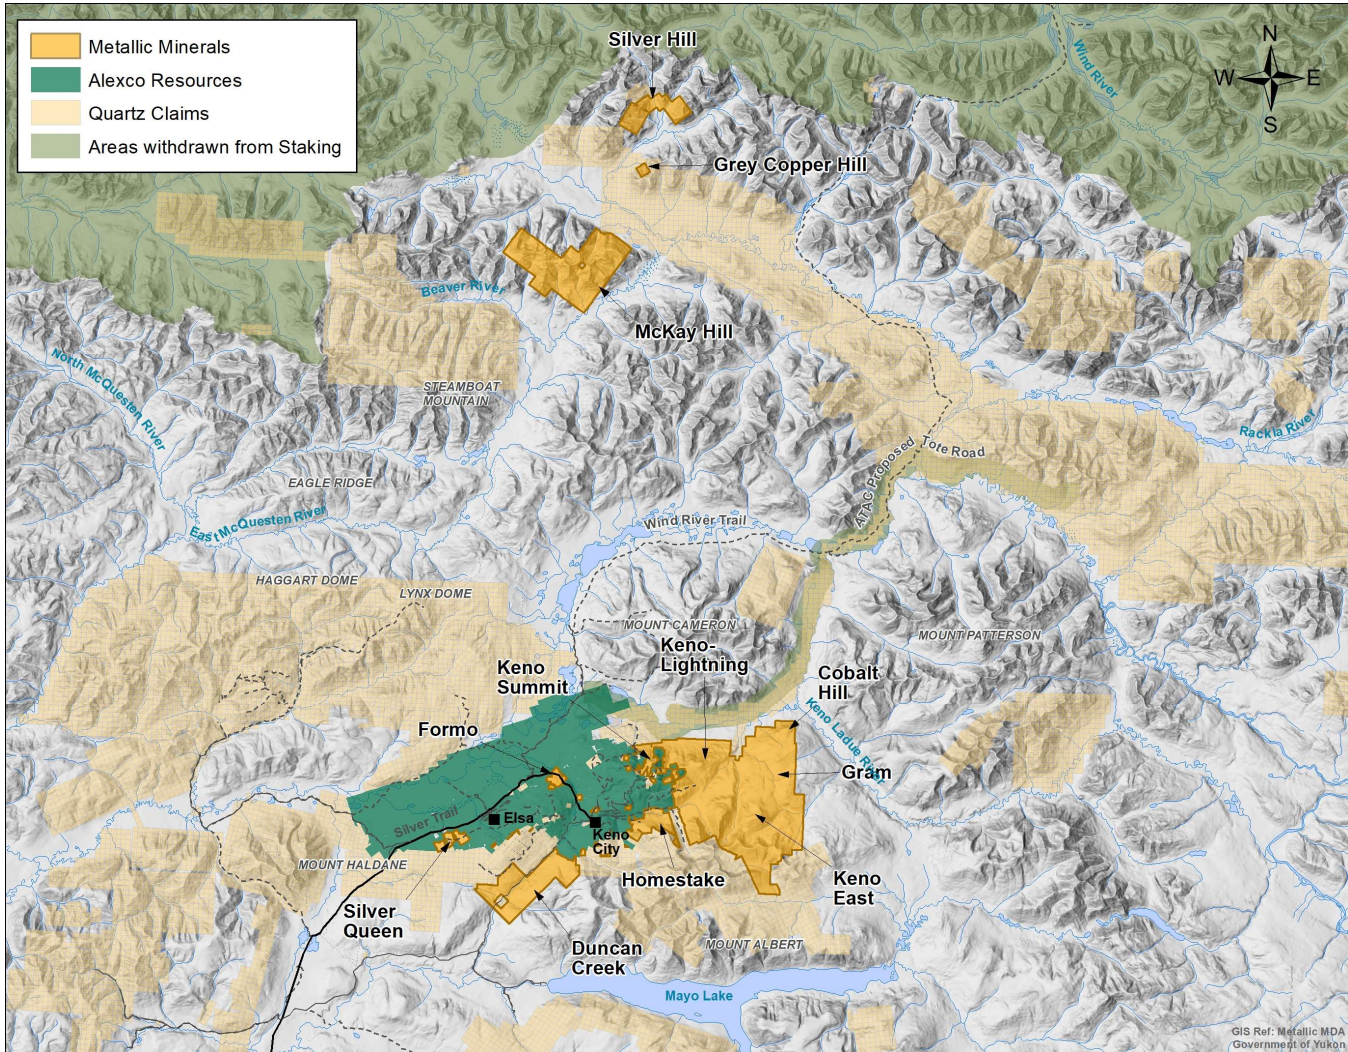 Metallic Minerals
Alexco Resources
Quartz Claims
Areas withdrawn from Staking
Silver Hill
N
W
E
S
Wind River
Grey Copper Hill
Beaver River
McKay Hill
North McQuesten River
STEAMBOAT
MOUNTAIN
Rackla River
ATAC Proposed Tote Road
EAGLE RIDGE
East McQuesten River
Wind River Trail
HAGGART DOME
LYNX DOME
MOUNT CAMERON
MOUNT PATTERSON
Keno-
Lightning
Keno
Summit
Cobalt
Hill
Keno Ladue River
Formo
Gram
Silver Trail
Elsa
Keno
City
MOUNT HALDANE
Homestake
Keno
East
Silver
Queen
Duncan
Creek
MOUNT ALBERT
Mayo Lake
GIS Ref: Metallic MDA
Government of Yukon